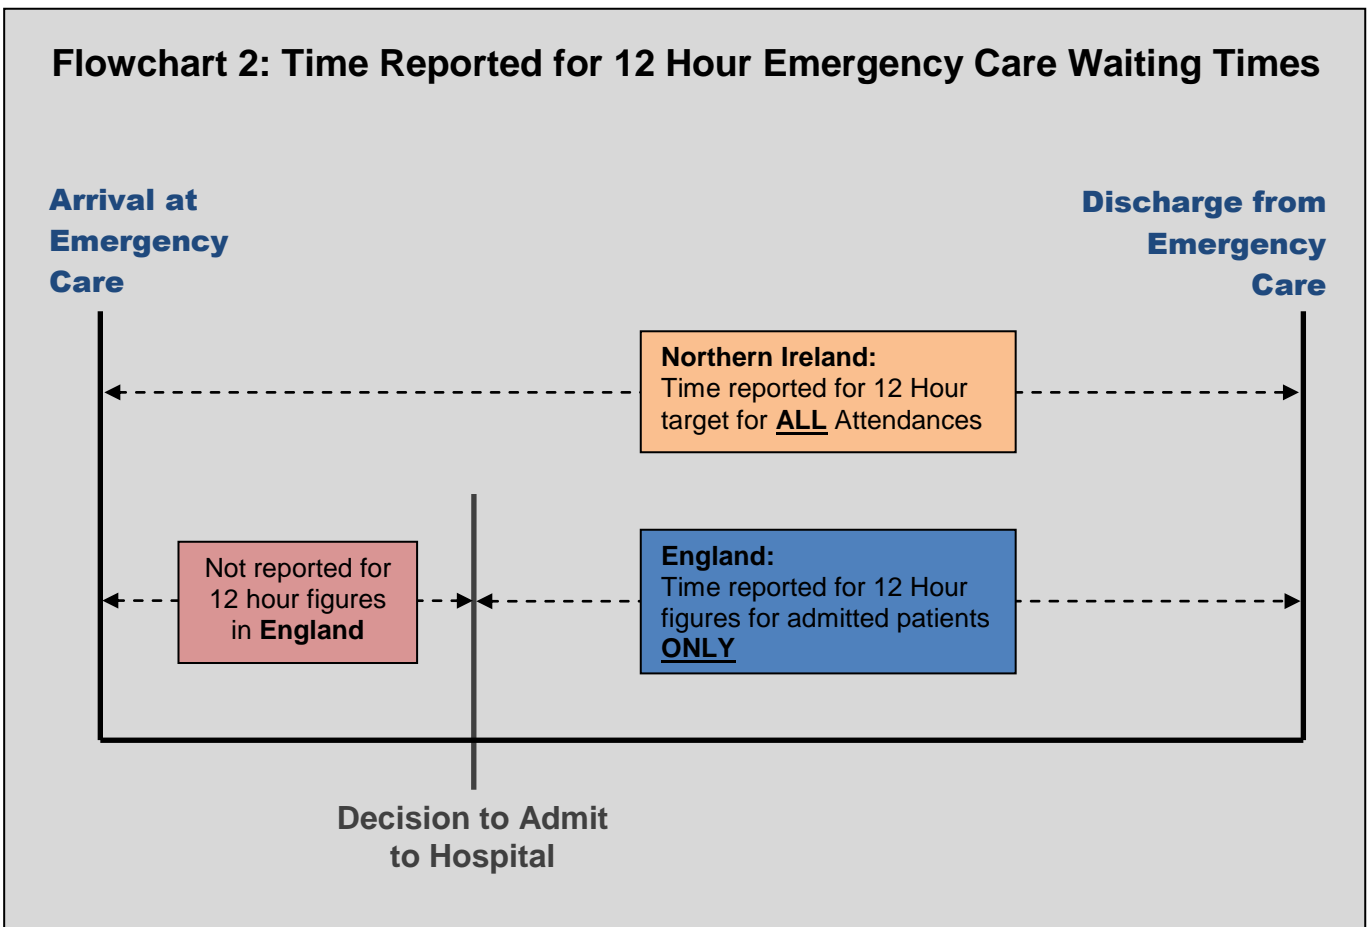 Flowchart 2: Time Reported for 12 Hour Emergency Care Waiting Times
Arrival at
Emergency
Care
Discharge from
Emergency
Care
Northern Ireland:
Time reported for 12 Hour
target for ALL Attendances
Not reported for
12 hour figures
in England
England:
Time reported for 12 Hour
figures for admitted patients
ONLY
Decision to Admit
to Hospital